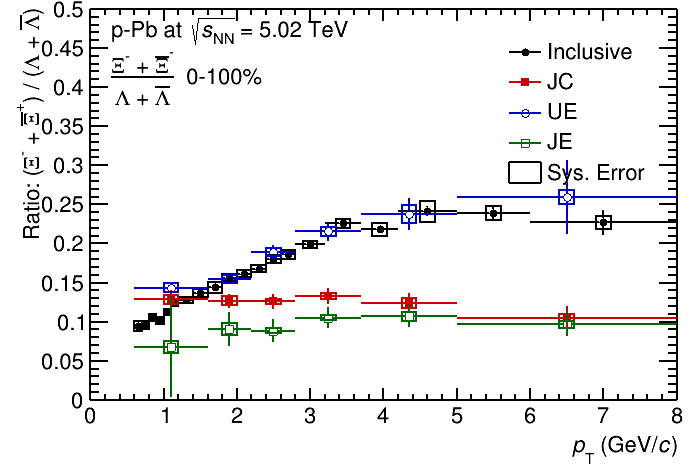 p-Pb at √s_NN = 5.02 TeV
Ξ⁻ + Ξ̅⁻
Λ + Λ̅
0-100%
Inclusive
JC
UE
JE
Sys. Error
Ratio: (Ξ⁻ + Ξ̅⁺) / (Λ + Λ̅)
0.5
0.45
0.4
0.35
0.3
0.25
0.2
0.15
0.1
0.05
0
0 1 2 3 4 5 6 7 8
p_T (GeV/c)